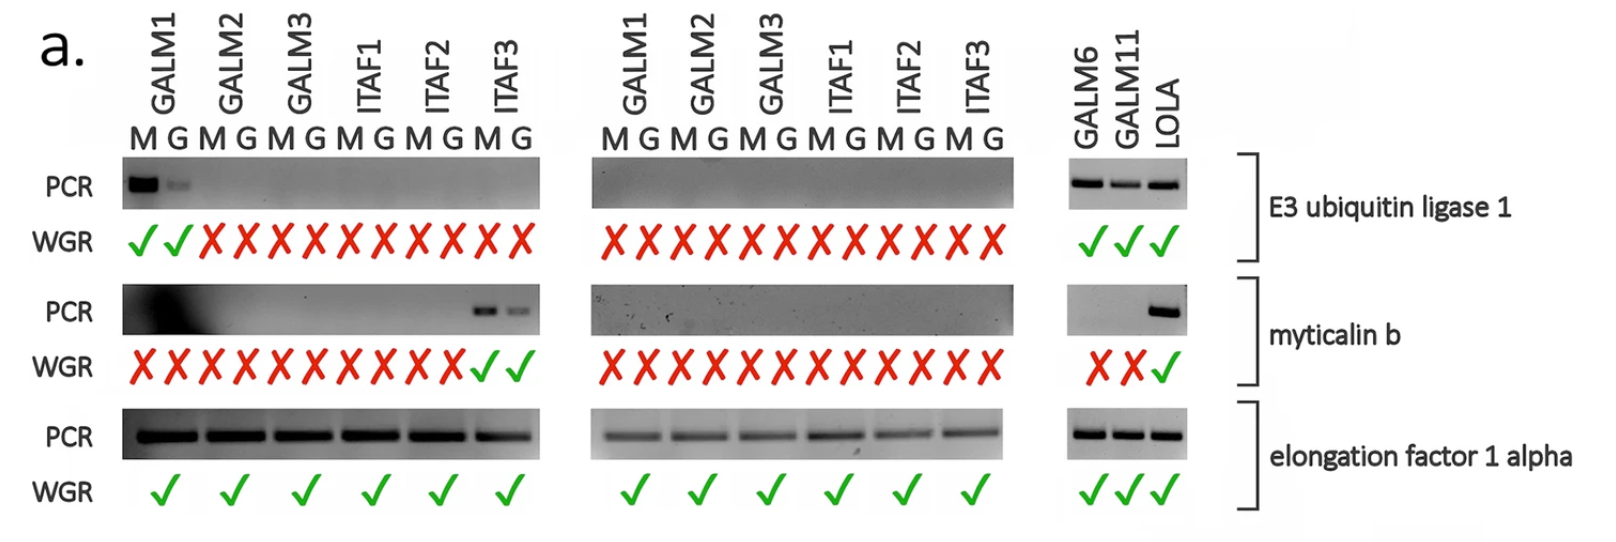 a.
GALM1 GALM2 GALM3 ITAF1 ITAF2 ITAF3 GALM1 GALM2 GALM3 ITAF1 ITAF2 ITAF3 GALM6 GALM11 LOLA
M G M G M G M G M G M G M G M G M G M G M G M G
PCR
E3 ubiquitin ligase 1
WGR
PCR
myticalin b
WGR
PCR
elongation factor 1 alpha
WGR